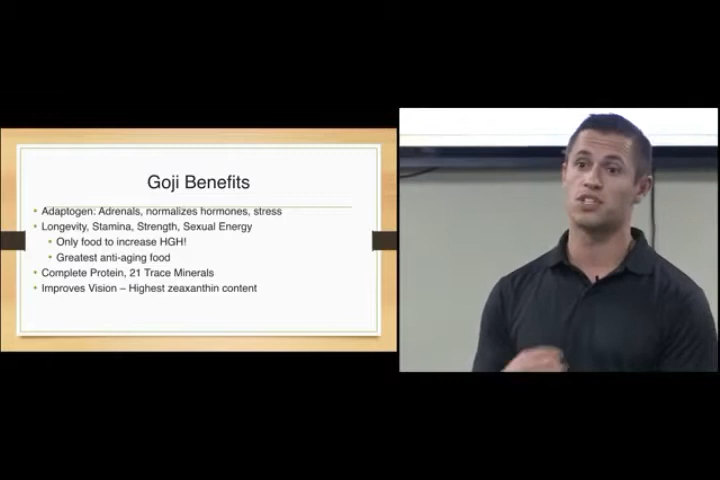 Goji Benefits
• Adaptogen: Adrenals, normalizes hormones, stress
• Longevity, Stamina, Strength, Sexual Energy
• Only food to increase HGH!
• Greatest anti-aging food
• Complete Protein, 21 Trace Minerals
• Improves Vision – Highest zeaxanthin content